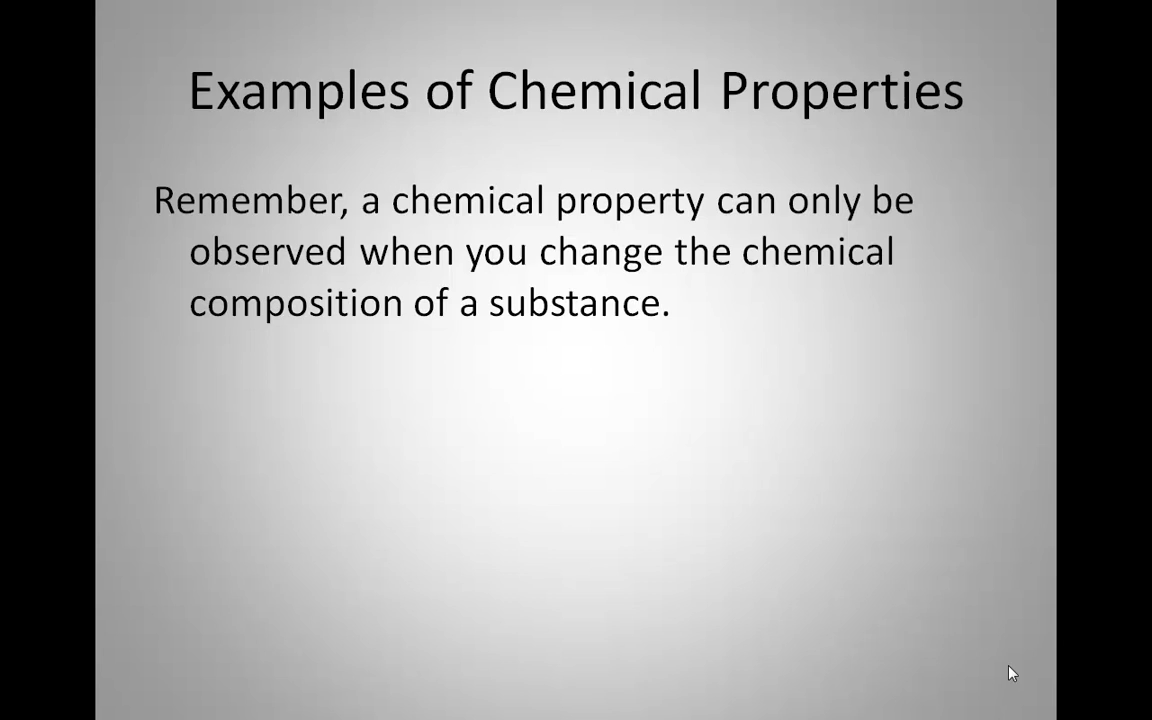 Examples of Chemical Properties
Remember, a chemical property can only be
observed when you change the chemical
composition of a substance.